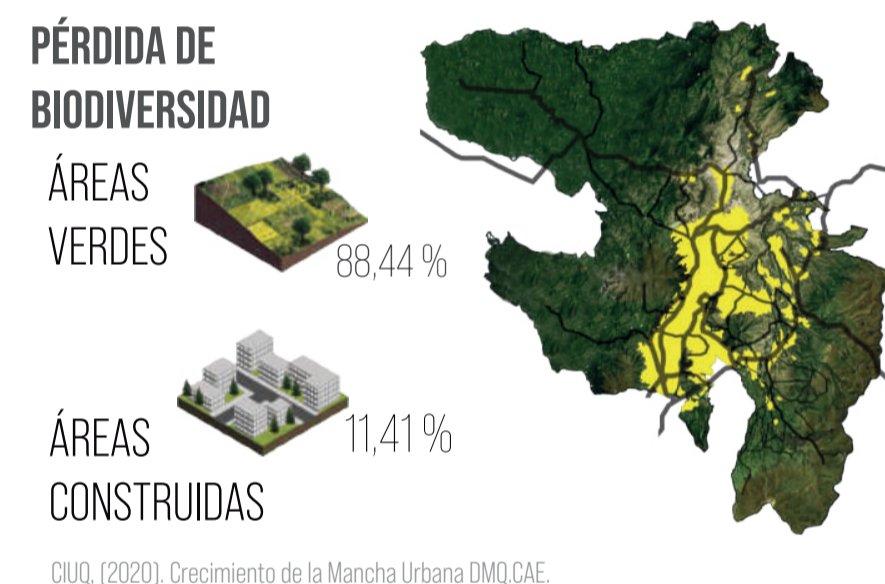 PÉRDIDA DE
BIODIVERSIDAD
ÁREAS
VERDES
88,44 %
ÁREAS
CONSTRUIDAS
11,41 %
CIUQ, (2020). Crecimiento de la Mancha Urbana DMQ.CAE.